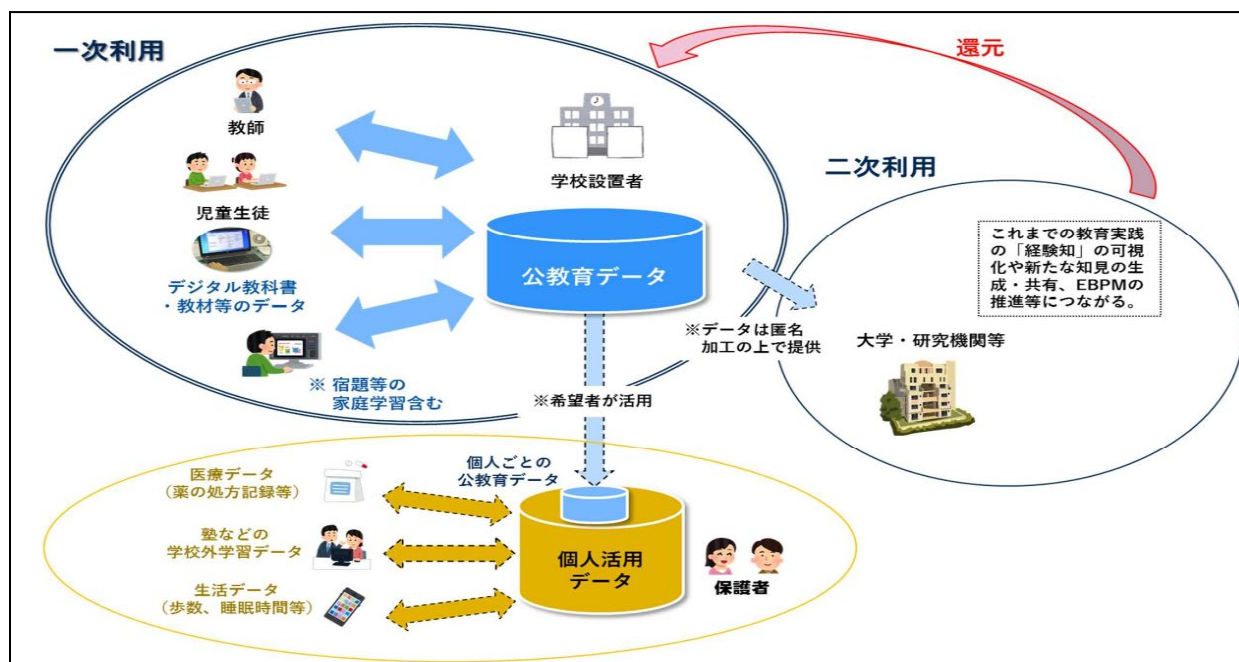 一次利用
教師
児童生徒
デジタル教科書
・教材等のデータ
※ 宿題等の
家庭学習含む
学校設置者
公教育データ
還元
二次利用
これまでの教育実践
の「経験知」の可視
化や新たな知見の生
成・共有、EBPMの
推進等につながる。
※データは匿名
加工の上で提供
大学・研究機関等
※希望者が活用
個人ごとの
公教育データ
医療データ
(薬の処方記録等)
塾などの
学校外学習データ
生活データ
(歩数、睡眠時間等)
個人活用
データ
保護者